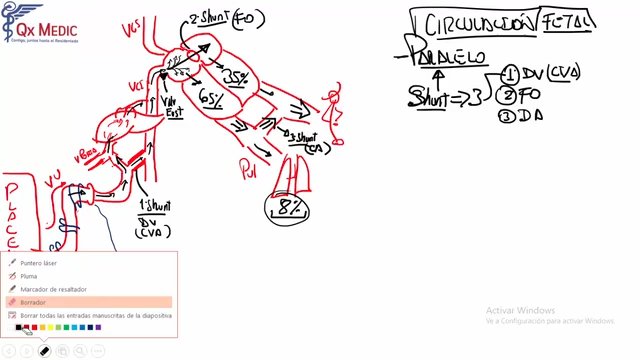 Qx MEDIC
Contigo, juntos hasta el Residentado
VCS
2 Shunt (FO)
VCI
35%
65%
Valv
Eust
3 Shunt
(DA)
Pul
8%
1 Shunt
DV
(CVA)
VU
PLACE
CIRCULACIÓN FETAL
- PARALELO
Shunt => 3
1 DV (CVA)
2 FO
3 DA
Puntero láser
Pluma
Marcador de resaltador
Borrador
Borrar todas las entradas manuscritas de la diapositiva
Activar Windows
Ve a Configuración para activar Windows.